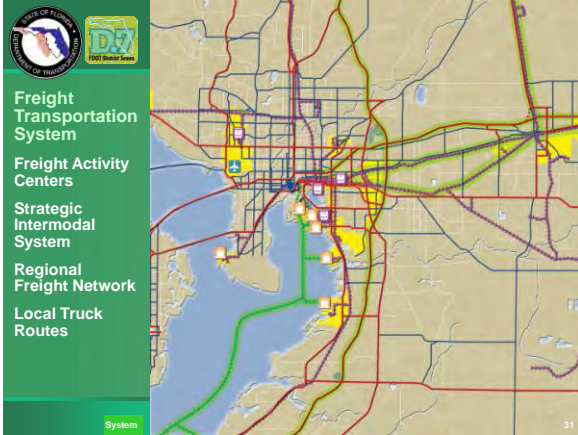 STATE OF FLORIDA
DEPARTMENT OF TRANSPORTATION
D.7
FDOT District Seven
Freight
Transportation
System
Freight Activity
Centers
Strategic
Intermodal
System
Regional
Freight Network
Local Truck
Routes
System
31